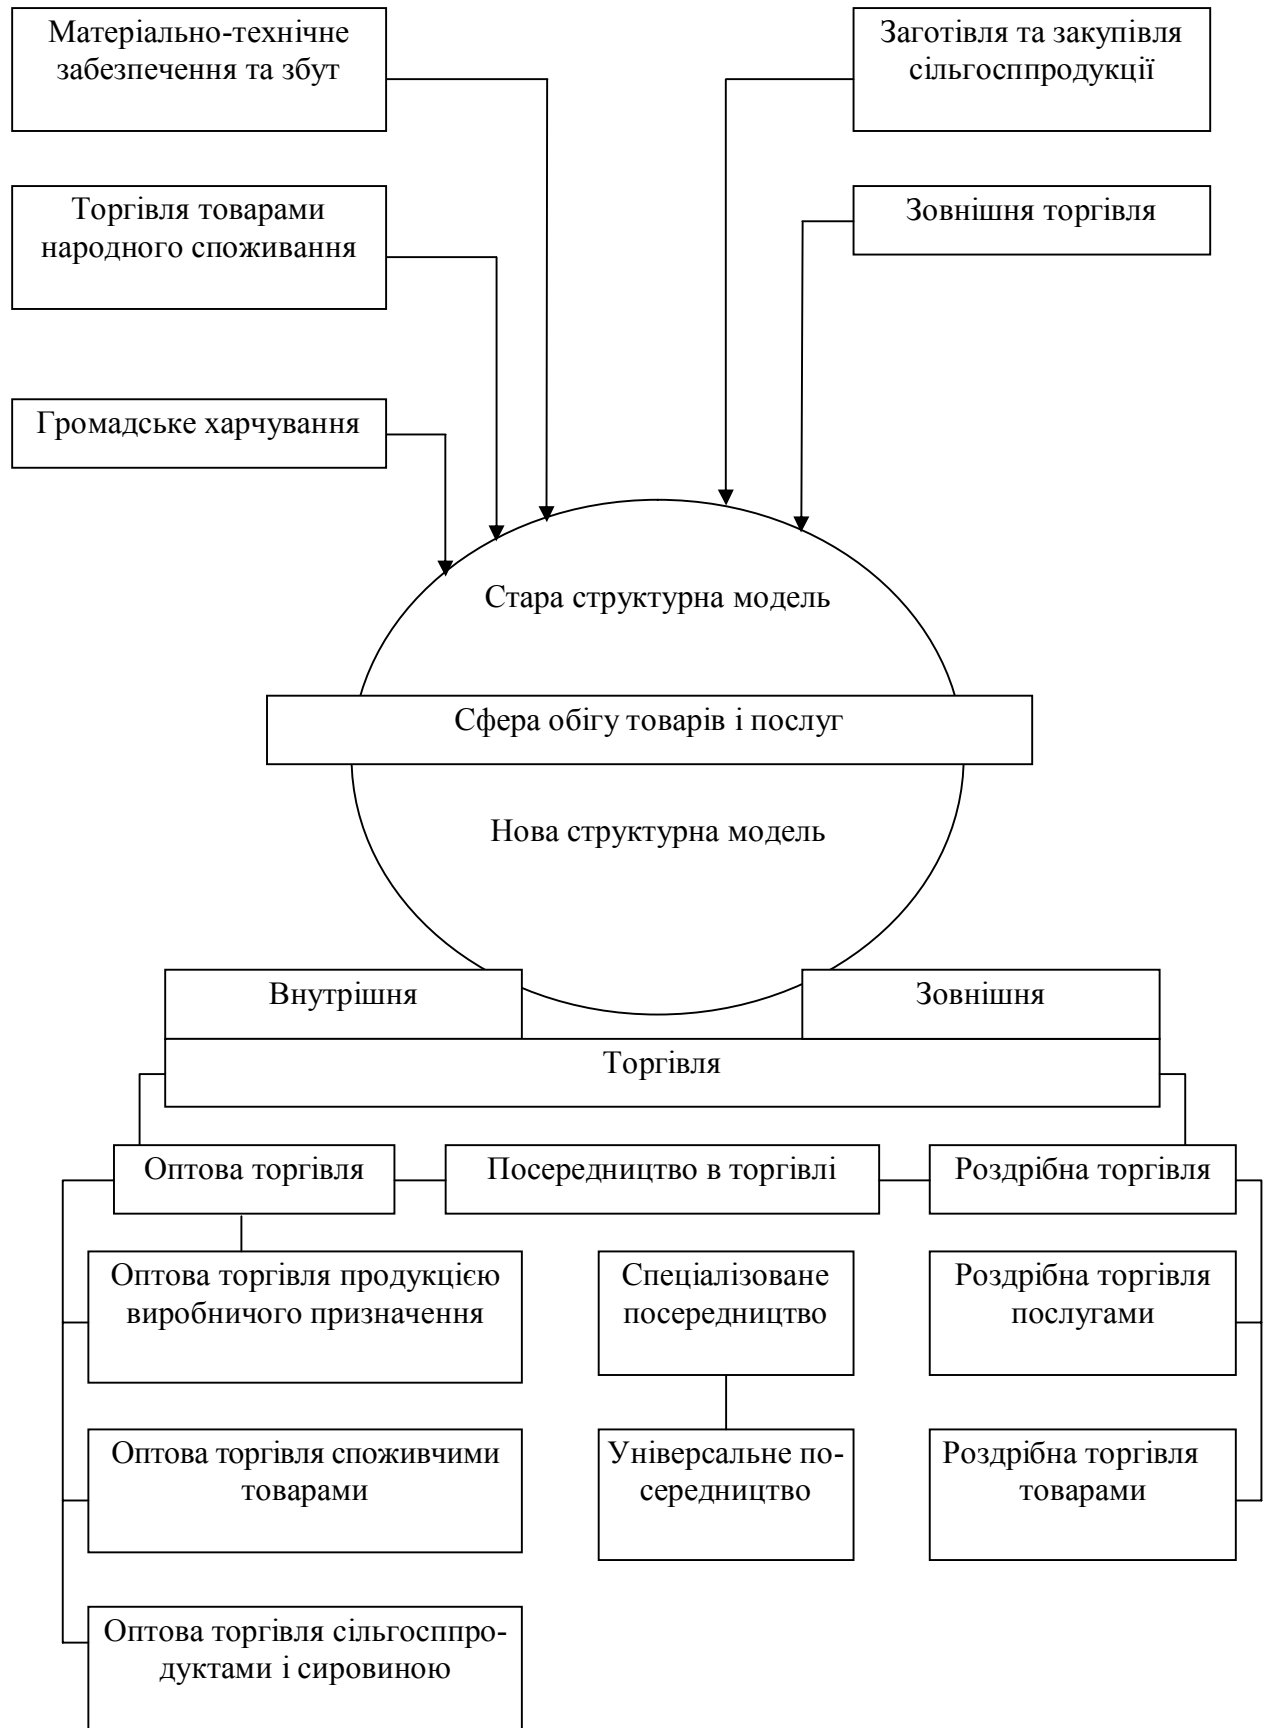 Матеріально-технічне
забезпечення та збут
Заготівля та закупівля
сільгосппродукції
Торгівля товарами
народного споживання
Зовнішня торгівля
Громадське харчування
Стара структурна модель
Сфера обігу товарів і послуг
Нова структурна модель
Внутрішня
Зовнішня
Торгівля
Оптова торгівля
Посередництво в торгівлі
Роздрібна торгівля
Оптова торгівля продукцією
виробничого призначення
Спеціалізоване
посередництво
Роздрібна торгівля
послугами
Оптова торгівля споживчими
товарами
Універсальне по-
середництво
Роздрібна торгівля
товарами
Оптова торгівля сільгосппро-
дуктами і сировиною